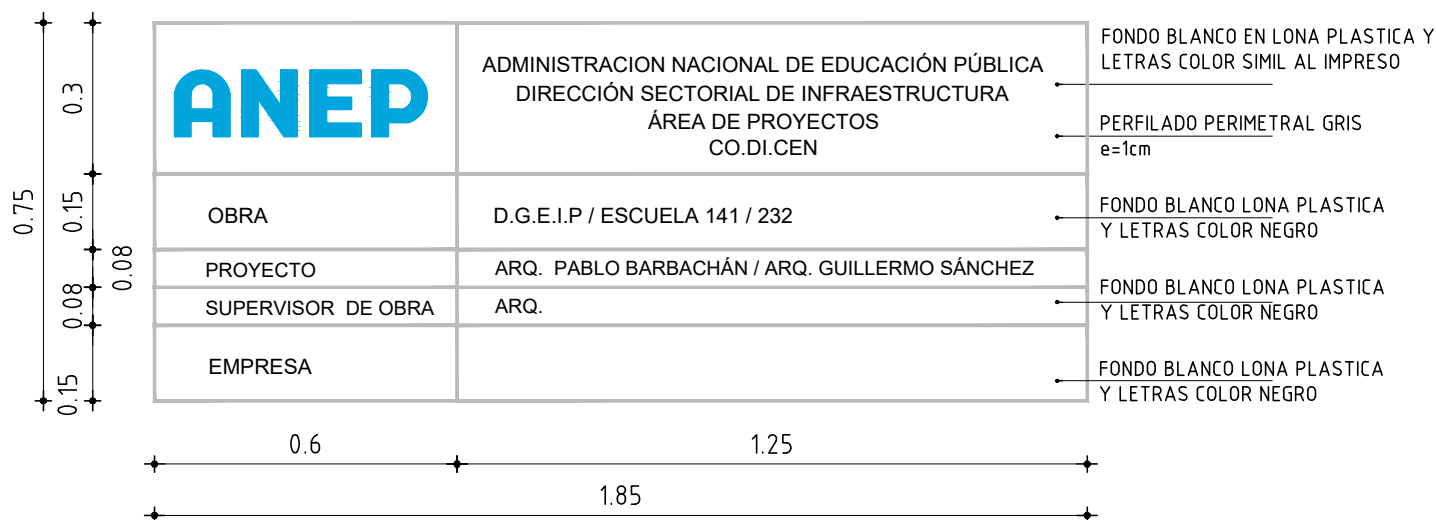 ANEP
ADMINISTRACION NACIONAL DE EDUCACIÓN PÚBLICA
DIRECCIÓN SECTORIAL DE INFRAESTRUCTURA
ÁREA DE PROYECTOS
CO.DI.CEN
FONDO BLANCO EN LONA PLASTICA Y
LETRAS COLOR SIMIL AL IMPRESO
PERFILADO PERIMETRAL GRIS
e=1cm
OBRA
D.G.E.I.P / ESCUELA 141 / 232
FONDO BLANCO LONA PLASTICA
Y LETRAS COLOR NEGRO
PROYECTO
ARQ. PABLO BARBACHÁN / ARQ. GUILLERMO SÁNCHEZ
SUPERVISOR DE OBRA
ARQ.
FONDO BLANCO LONA PLASTICA
Y LETRAS COLOR NEGRO
EMPRESA
FONDO BLANCO LONA PLASTICA
Y LETRAS COLOR NEGRO
0.75
0.3
0.15
0.08
0.08
0.15
0.6
1.25
1.85